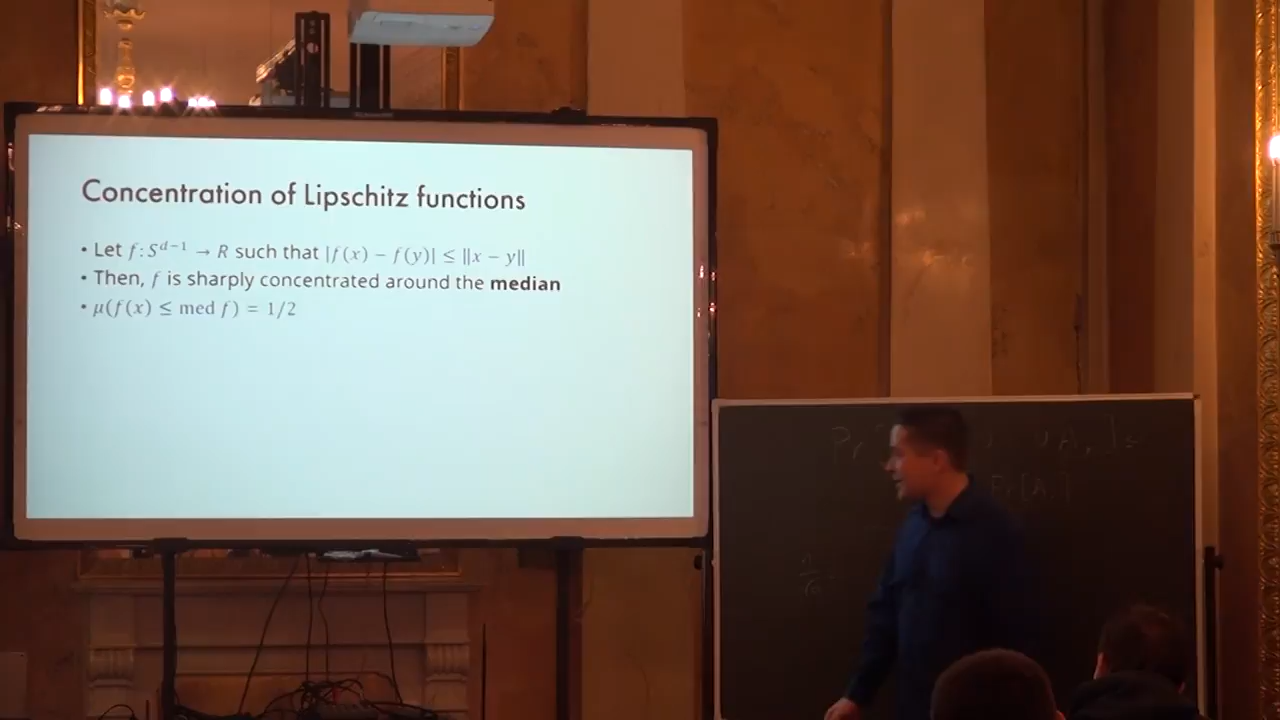 Concentration of Lipschitz functions
• Let f: S^{d−1} → R such that |f(x) − f(y)| ≤ ‖x − y‖
• Then, f is sharply concentrated around the median
• μ(f(x) ≤ med f) = 1/2